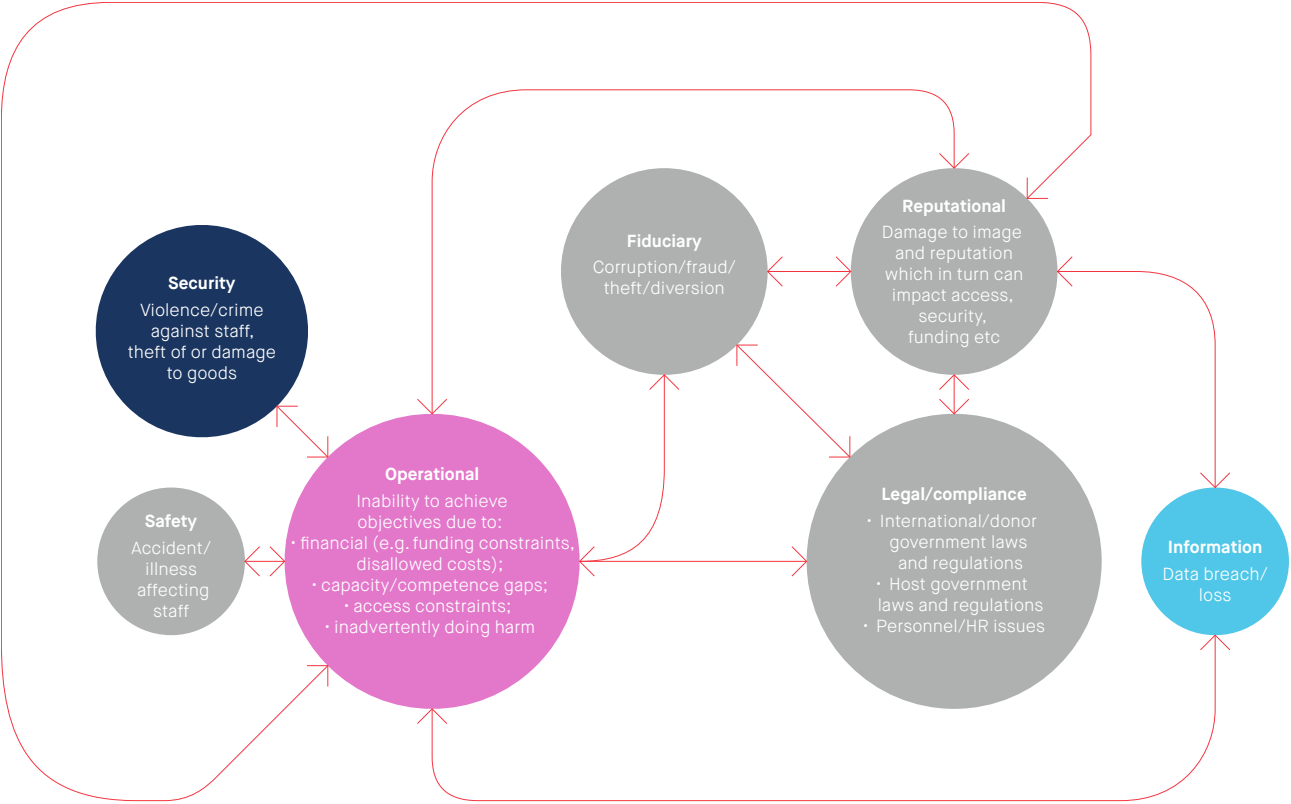 Security
Violence/crime
against staff,
theft of or damage
to goods
Safety
Accident/
illness
affecting
staff
Operational
Inability to achieve
objectives due to:
· financial (e.g. funding constraints,
disallowed costs);
· capacity/competence gaps;
· access constraints;
· inadvertently doing harm
Fiduciary
Corruption/fraud/
theft/diversion
Reputational
Damage to image
and reputation
which in turn can
impact access,
security,
funding etc
Legal/compliance
· International/donor
government laws
and regulations
· Host government
laws and regulations
· Personnel/HR issues
Information
Data breach/
loss